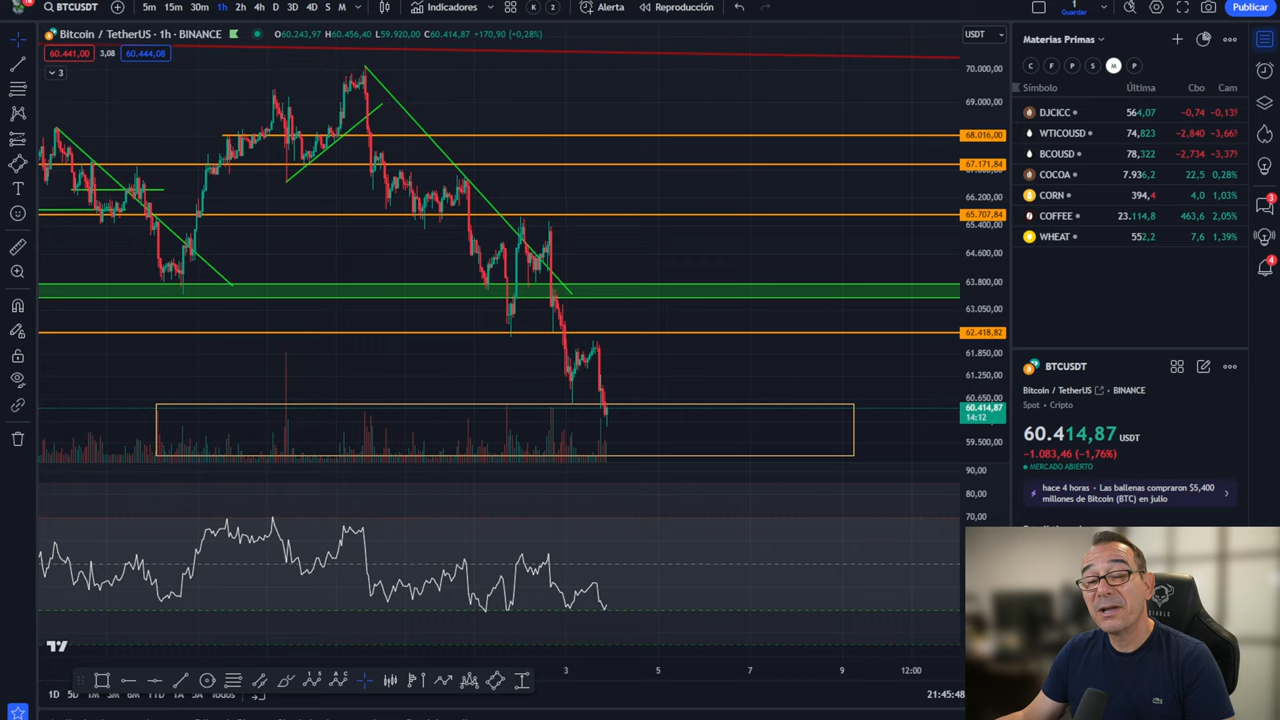 BTCUSDT
5m 15m 30m 1h 2h 4h D 3D 4D S M
Indicadores
Alerta
Reproducción
1
Guardar
Publicar
Bitcoin / TetherUS · 1h · BINANCE
O60.243,97 H60.456,40 L59.920,00 C60.414,87 +170,90 (+0,28%)
60.441,00 3,08 60.444,08
3
USDT
70.000,00
69.000,00
68.016,00
67.171,84
66.200,00
65.707,84
65.400,00
64.600,00
63.800,00
63.050,00
62.418,82
61.850,00
61.250,00
60.650,00
60.414,87
14:12
59.500,00
90,00
80,00
70,00
3 5 7 9 12:00
1D 5D 1M 3M 6M YTD 1A 5A Todos
21:45:48
Materias Primas
C F P S M P
Símbolo Última Cbo Cam
DJCICC 564,07 −0,74 −0,13%
WTICOUSD 74,823 −2,840 −3,66%
BCOUSD 78,322 −2,734 −3,37%
COCOA 7.936,2 22,5 0,28%
CORN 394,4 4,0 1,03%
COFFEE 23.114,8 463,6 2,05%
WHEAT 552,2 7,6 1,39%
3
4
BTCUSDT
Bitcoin / TetherUS BINANCE
Spot • Cripto
60.414,87 USDT
−1.083,46 (−1,76%)
MERCADO ABIERTO
hace 4 horas • Las ballenas compraron $5,400
millones de Bitcoin (BTC) en julio
DIABLO